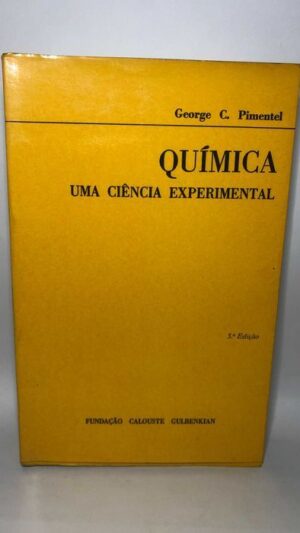 George C. Pimentel
QUÍMICA
UMA CIÊNCIA EXPERIMENTAL
3.ª Edição
FUNDAÇÃO CALOUSTE GULBENKIAN